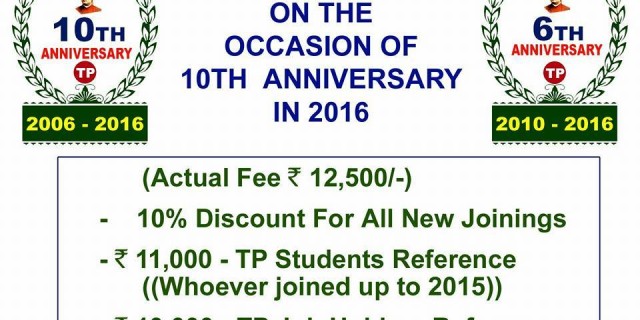 10TH
ANNIVERSARY
TP
2006 - 2016
ON THE
OCCASION OF
10TH ANNIVERSARY
IN 2016
6TH
ANNIVERSARY
TP
2010 - 2016
(Actual Fee ₹ 12,500/-)
- 10% Discount For All New Joinings
- ₹ 11,000 - TP Students Reference
((Whoever joined up to 2015))